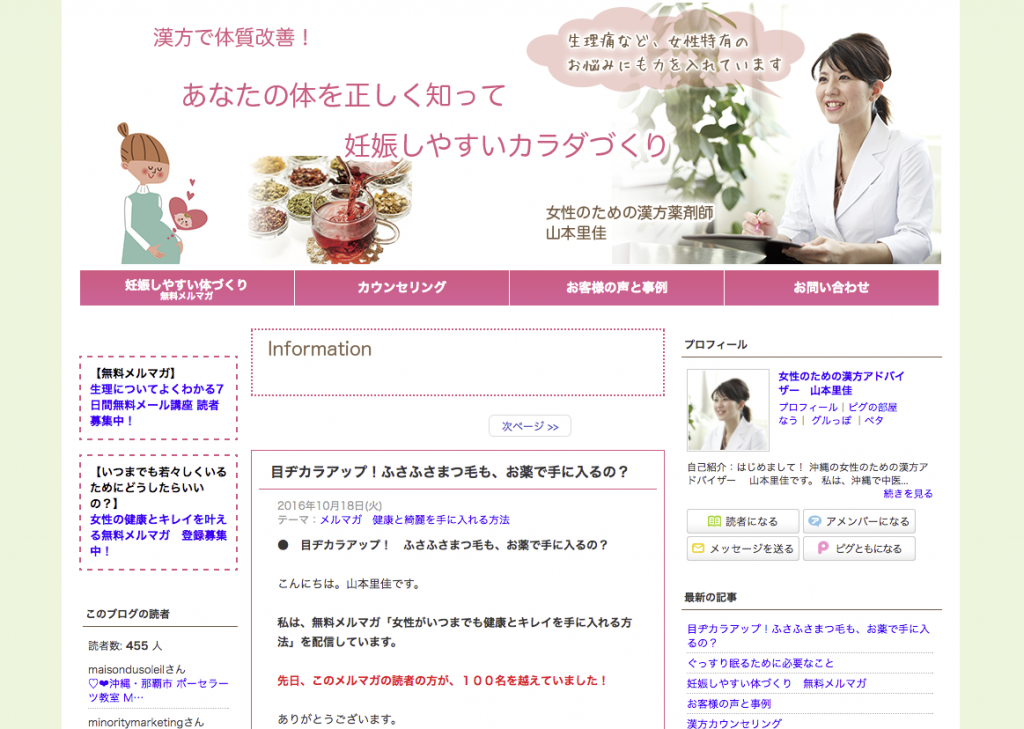 漢方で体質改善！
生理痛など、女性特有の
お悩みにも力を入れています
あなたの体を正しく知って
妊娠しやすいカラダづくり
女性のための漢方薬剤師
山本里佳
妊娠しやすい体づくり
無料メルマガ
カウンセリング
お客様の声と事例
お問い合わせ
【無料メルマガ】
生理についてよくわかる7
日間無料メール講座 読者
募集中！
【いつまでも若々しくいる
ためにどうしたらいい
の？】
女性の健康とキレイを叶え
る無料メルマガ　登録募集
中！
このブログの読者
読者数: 455 人
maisondusoleilさん
♡❤沖縄・那覇市 ポーセラー
ツ教室 M…
minoritymarketingさん
Information
次ページ >>
目ヂカラアップ！ふさふさまつ毛も、お薬で手に入るの？
2016年10月18日(火)
テーマ：メルマガ　健康と綺麗を手に入れる方法
●　目ヂカラアップ！　ふさふさまつ毛も、お薬で手に入るの？
こんにちは。山本里佳です。
私は、無料メルマガ「女性がいつまでも健康とキレイを手に入れる方
法」を配信しています。
先日、このメルマガの読者の方が、１００名を越えていました！
ありがとうございます。
プロフィール
女性のための漢方アドバイ
ザー　山本里佳
プロフィール｜ピグの部屋
なう｜ グルっぽ ｜ペタ
自己紹介：はじめまして！ 沖縄の女性のための漢方ア
ドバイザー　 山本里佳です。 私は、沖縄で中医...
続きを見る
読者になる
アメンバーになる
メッセージを送る
ピグともになる
最新の記事
目ヂカラアップ！ふさふさまつ毛も、お薬で手に入
るの？
ぐっすり眠るために必要なこと
妊娠しやすい体づくり　無料メルマガ
お客様の声と事例
漢方カウンセリング